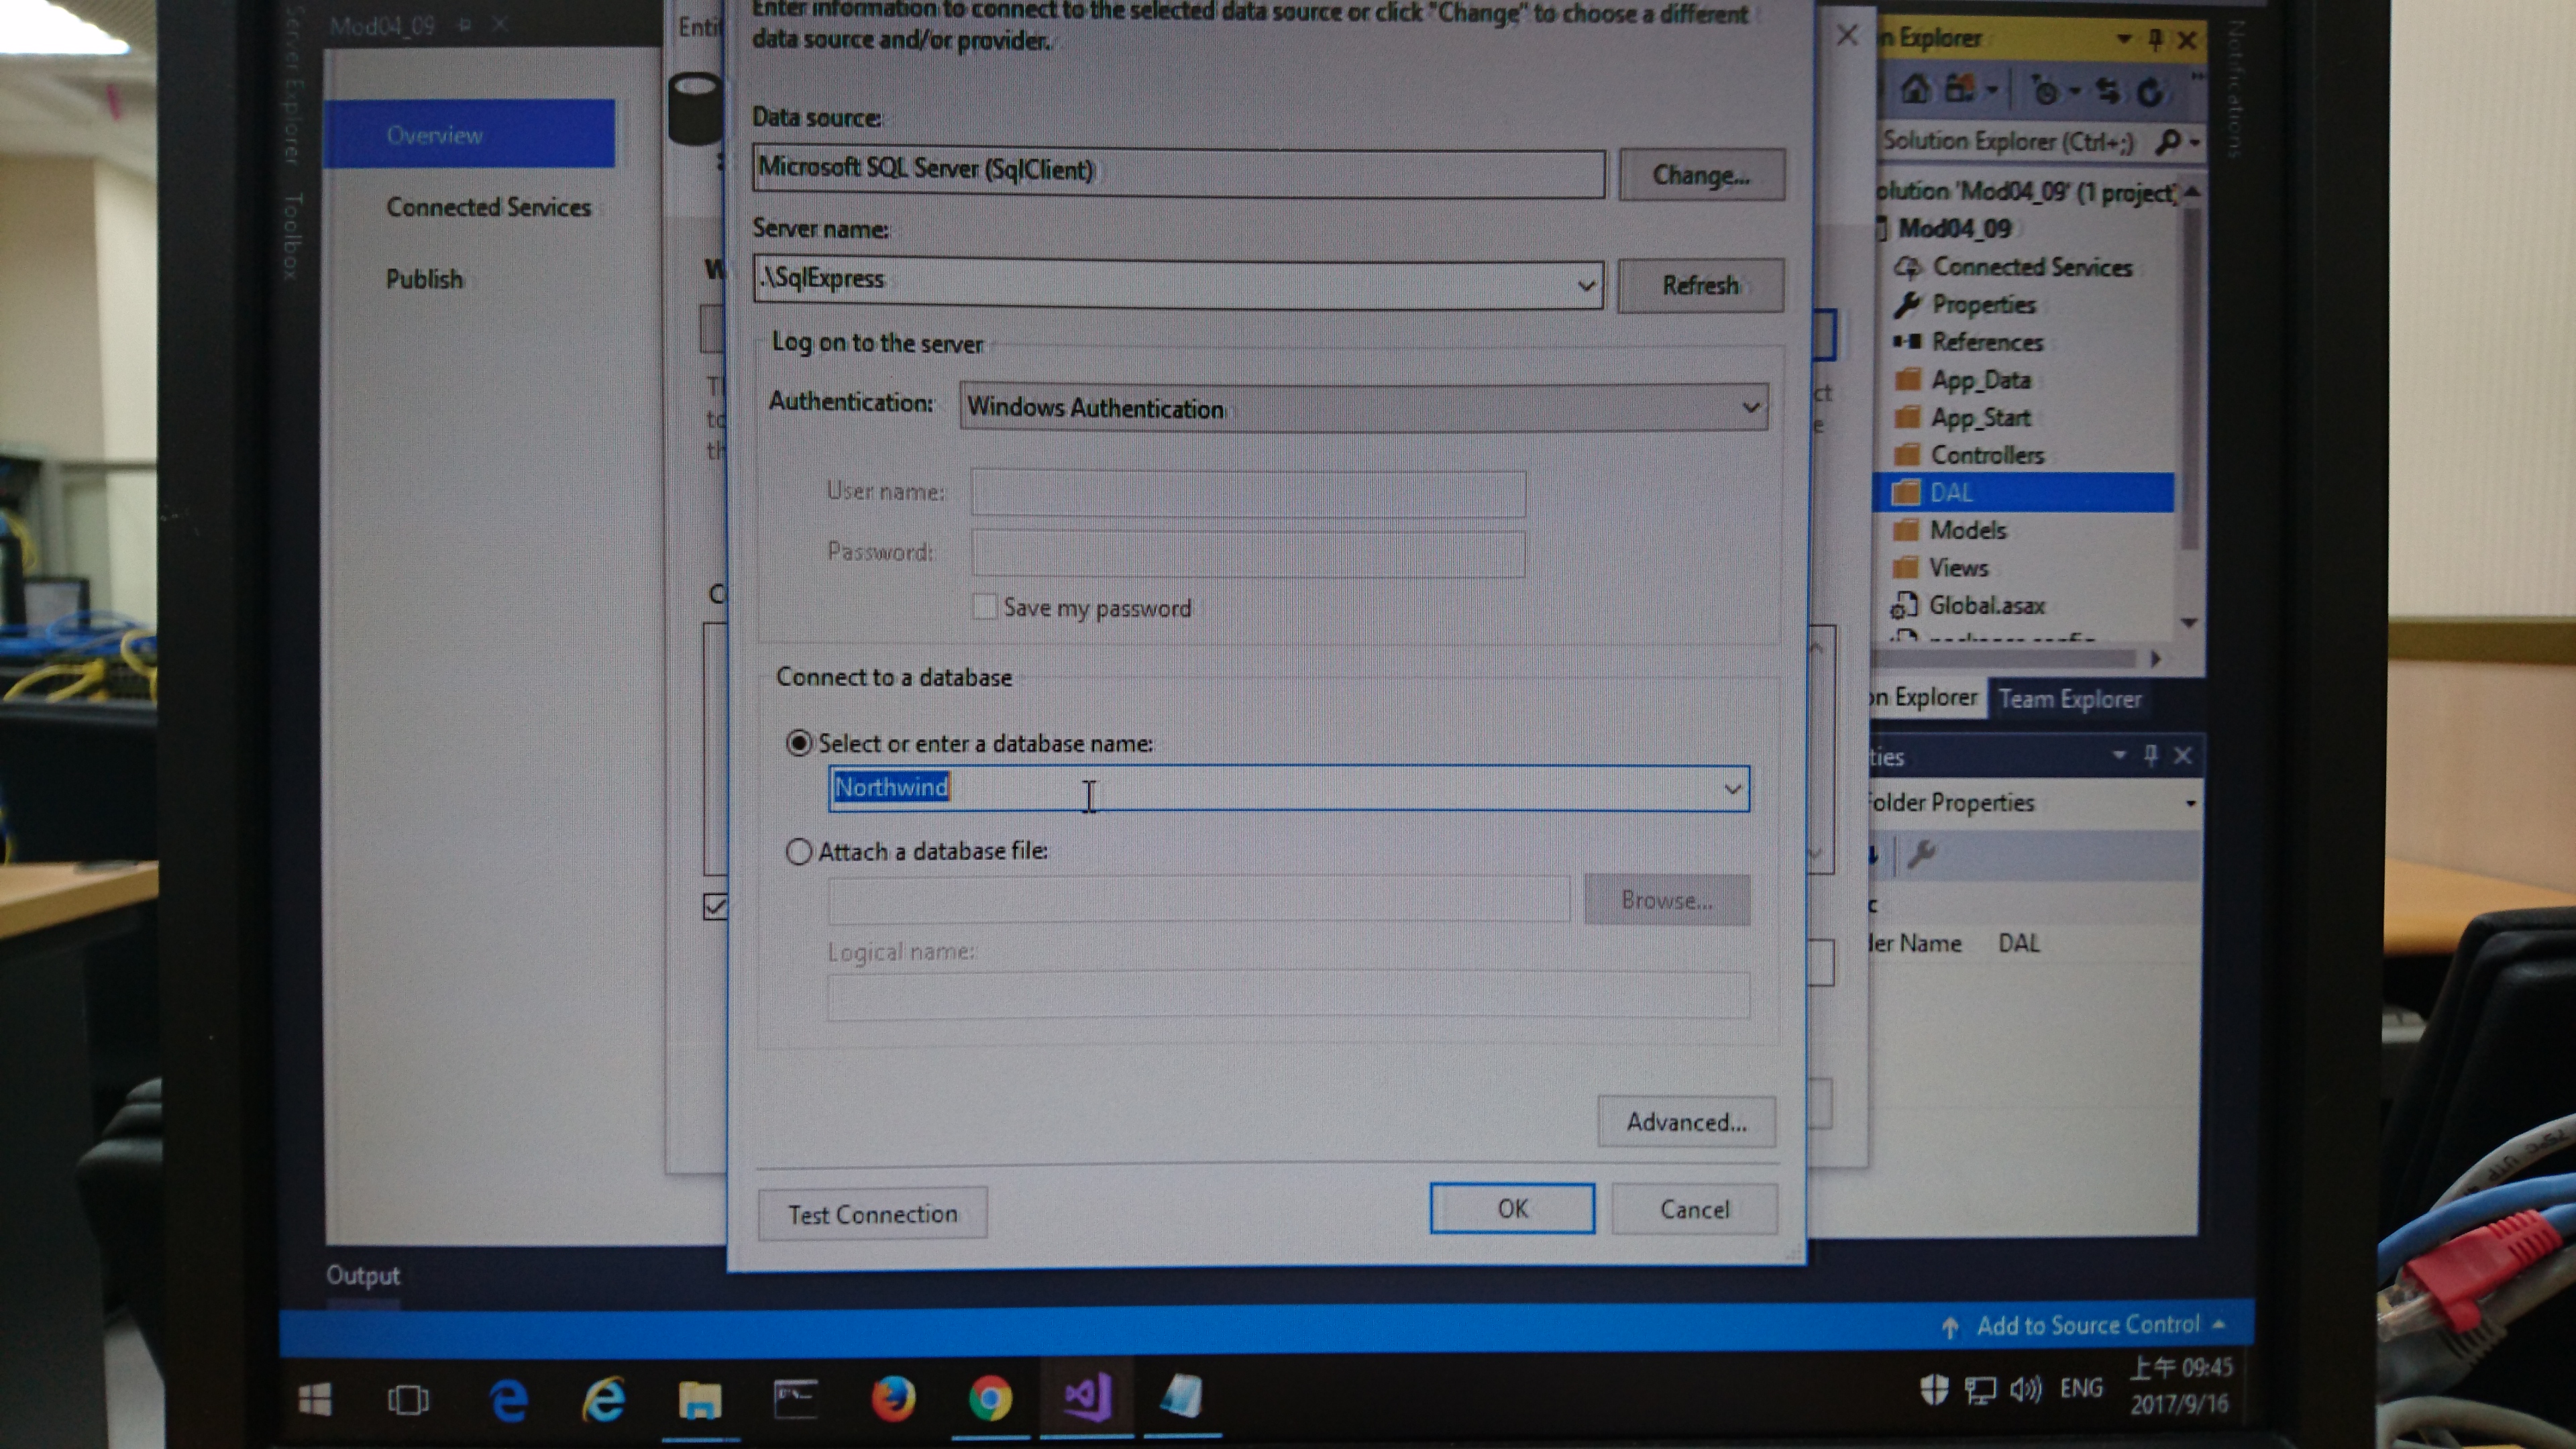 Mod04_09
Server Explorer
Toolbox
Overview
Connected Services
Publish
Enter information to connect to the selected data source or click "Change" to choose a different
data source and/or provider.
Data source:
Microsoft SQL Server (SqlClient)
Change...
Server name:
.\SqlExpress
Refresh
Log on to the server
Authentication:
Windows Authentication
User name:
Password:
Save my password
Connect to a database
Select or enter a database name:
Northwind
Attach a database file:
Browse...
Logical name:
Advanced...
Test Connection
OK
Cancel
Explorer
Notifications
Solution Explorer (Ctrl+;)
'Mod04_09' (1 project)
Mod04_09
Connected Services
Properties
References
App_Data
App_Start
Controllers
DAL
Models
Views
Global.asax
Explorer
Team Explorer
Properties
Name DAL
Output
Add to Source Control
ENG
上午 09:45
2017/9/16